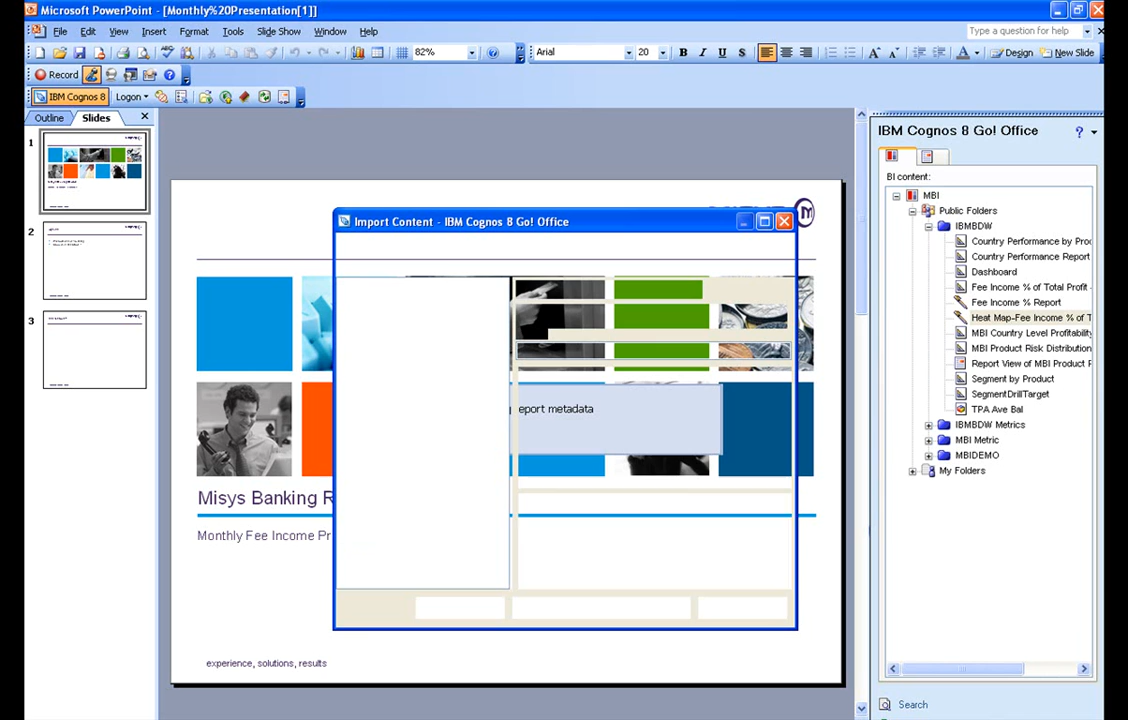 Microsoft PowerPoint - [Monthly%20Presentation[1]]
File Edit View Insert Format Tools Slide Show Window Help
Type a question for help
82%
Arial
20
B I U S
A A
A
Design
New Slide
Record
IBM Cognos 8
Logon
Outline
Slides
1
2
3
IBM Cognos 8 Go! Office
BI content:
MBI
Public Folders
IBMBDW
Country Performance by Pro
Country Performance Report
Dashboard
Fee Income % of Total Profit
Fee Income % Report
Heat Map-Fee Income % of T
MBI Country Level Profitability
MBI Product Risk Distribution
Report View of MBI Product F
Segment by Product
SegmentDrillTarget
TPA Ave Bal
IBMBDW Metrics
MBI Metric
MBIDEMO
My Folders
Search
Import Content - IBM Cognos 8 Go! Office
eport metadata
Misys Banking R
Monthly Fee Income Pr
experience, solutions, results